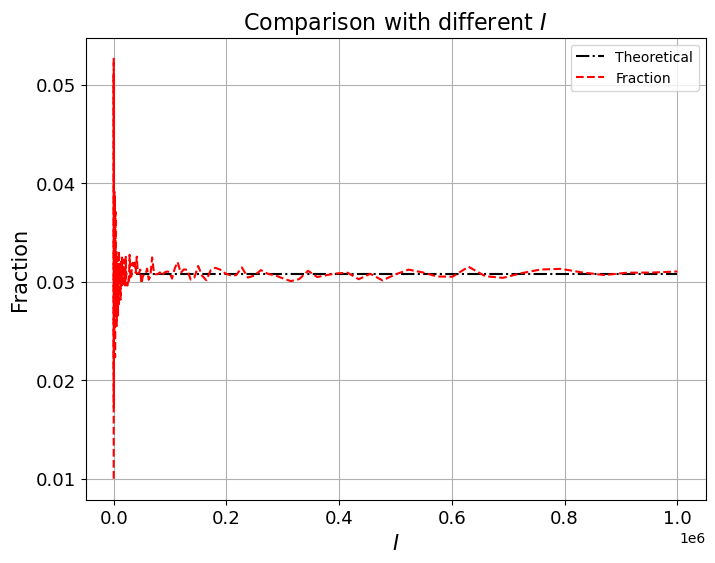 Comparison with different I
Theoretical
Fraction
0.05
0.04
0.03
0.02
0.01
Fraction
0.0 0.2 0.4 0.6 0.8 1.0
1e6
I